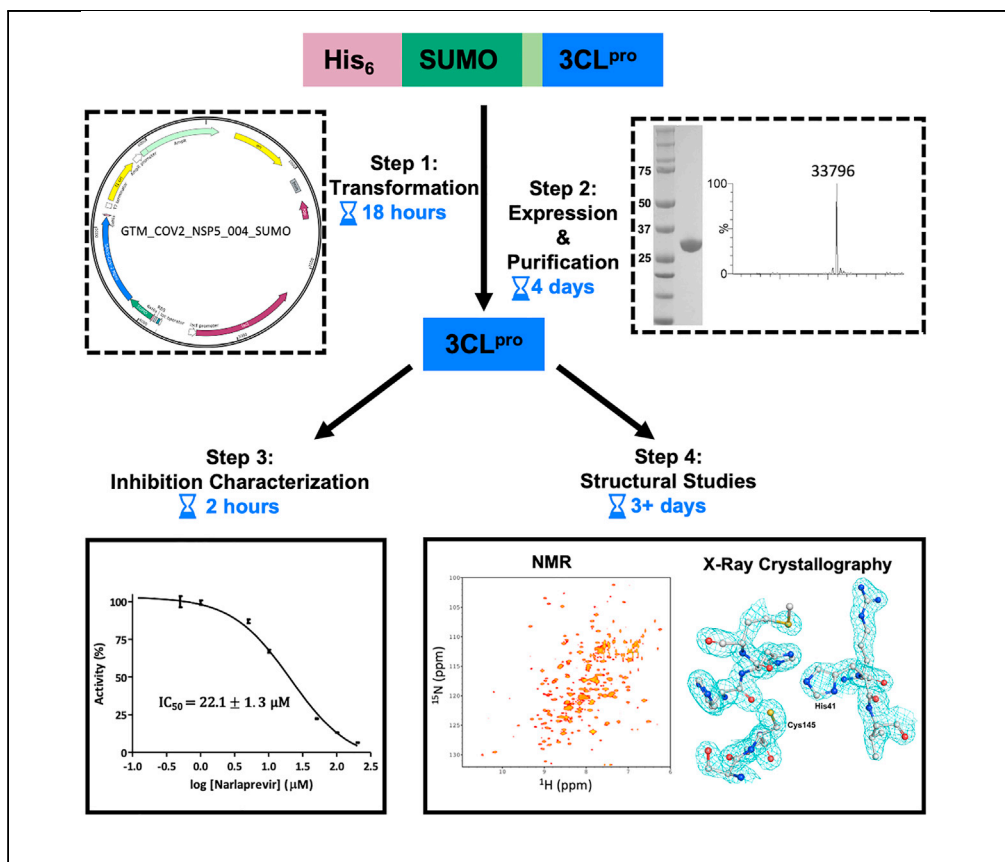 His₆ SUMO 3CLᵖʳᵒ
Step 1:
Transformation
18 hours
GTM_COV2_NSP5_004_SUMO
AmpR promoter
AmpR
ori
Step 2:
Expression
&
Purification
4 days
75
50
37
25
33796
100
%
0
3CLᵖʳᵒ
Step 3:
Inhibition Characterization
2 hours
Step 4:
Structural Studies
3+ days
Activity (%)
100
75
50
25
0
IC₅₀ = 22.1 ± 1.3 μM
-1.0 -0.5 0.0 0.5 1.0 1.5 2.0 2.5
log [Narlaprevir] (μM)
NMR
¹⁵N (ppm)
100
105
110
115
120
125
130
10 9 8 7 6
¹H (ppm)
X-Ray Crystallography
His41
Cys145